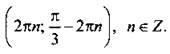 (2πn; π/3 − 2πn), n ∈ Z.